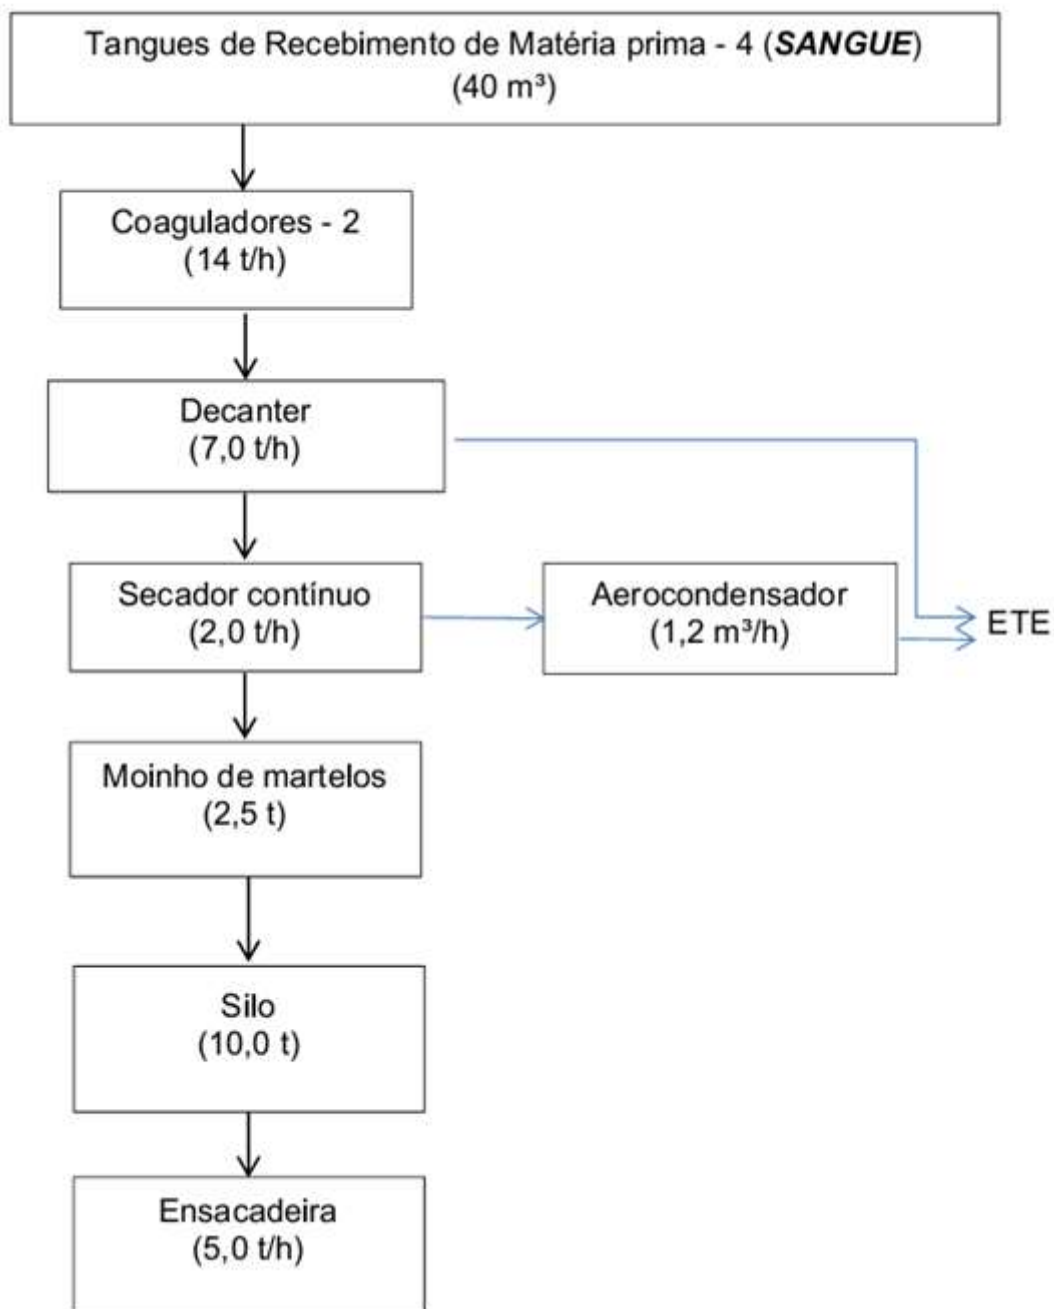 Tangues de Recebimento de Matéria prima - 4 (SANGUE)
(40 m³)
Coaguladores - 2
(14 t/h)
Decanter
(7,0 t/h)
Secador contínuo
(2,0 t/h)
Aerocondensador
(1,2 m³/h)
ETE
Moinho de martelos
(2,5 t)
Silo
(10,0 t)
Ensacadeira
(5,0 t/h)